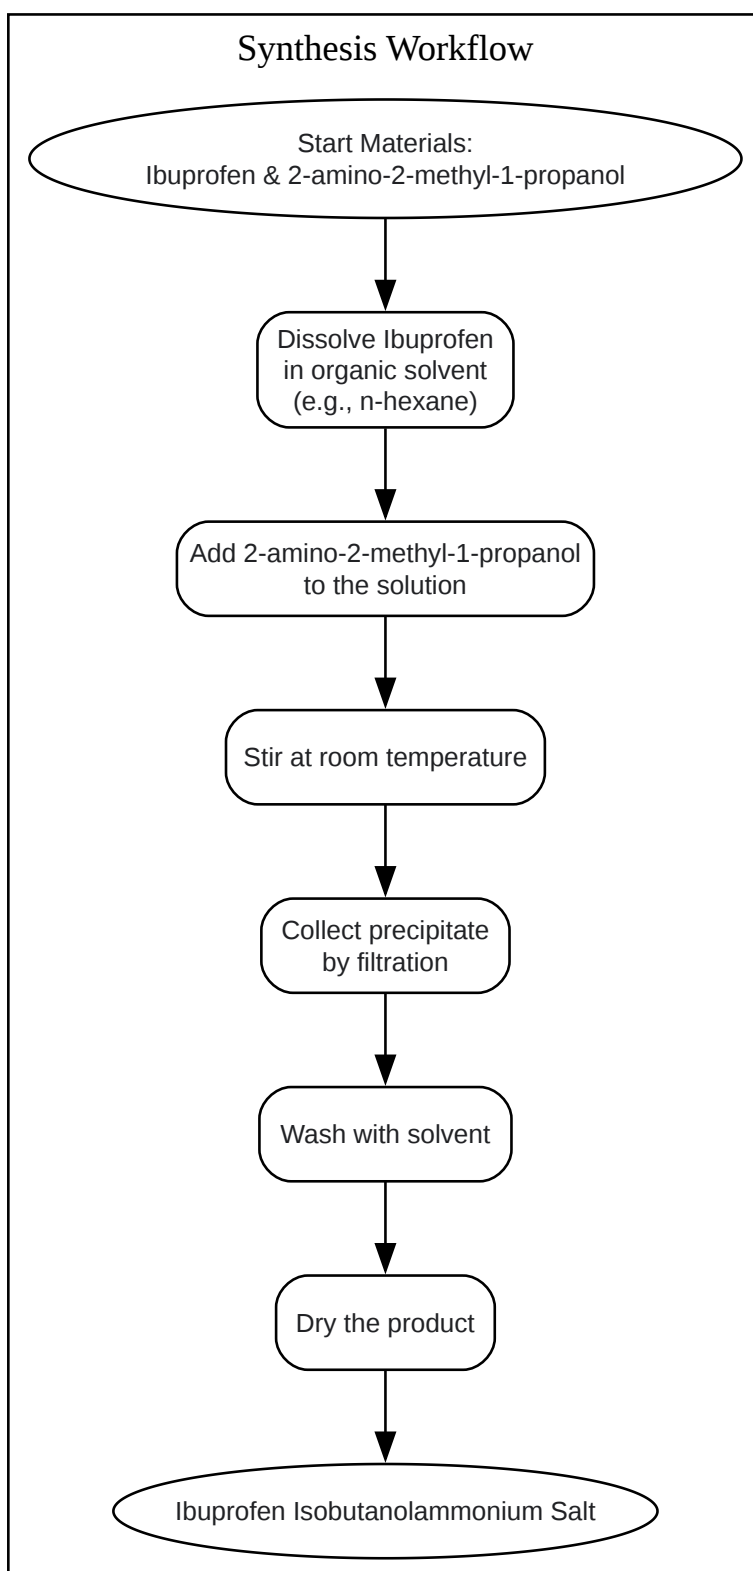 Synthesis Workflow
Start Materials:
Ibuprofen & 2-amino-2-methyl-1-propanol
Dissolve Ibuprofen
in organic solvent
(e.g., n-hexane)
Add 2-amino-2-methyl-1-propanol
to the solution
Stir at room temperature
Collect precipitate
by filtration
Wash with solvent
Dry the product
Ibuprofen Isobutanolammonium Salt